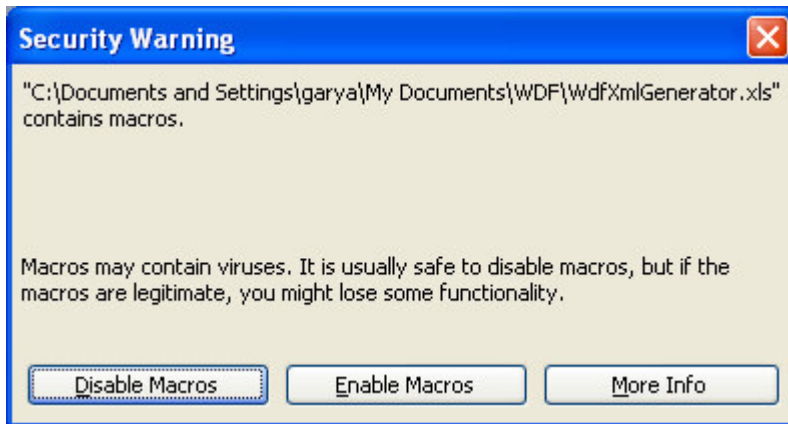 Security Warning
"C:\Documents and Settings\garya\My Documents\WDF\WdfXmlGenerator.xls"
contains macros.
Macros may contain viruses. It is usually safe to disable macros, but if the
macros are legitimate, you might lose some functionality.
Disable Macros
Enable Macros
More Info